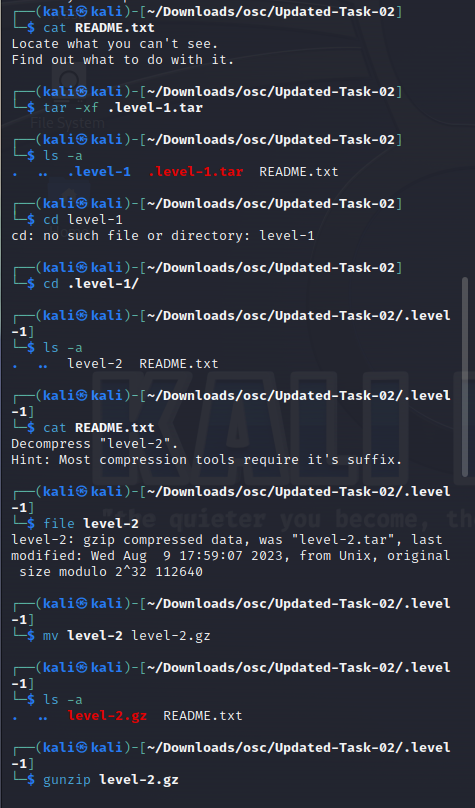 ┌──(kali㉿kali)-[~/Downloads/osc/Updated-Task-02]
└─$ cat README.txt
Locate what you can't see.
Find out what to do with it.
┌──(kali㉿kali)-[~/Downloads/osc/Updated-Task-02]
└─$ tar -xf .level-1.tar
File System
┌──(kali㉿kali)-[~/Downloads/osc/Updated-Task-02]
└─$ ls -a
. .. .level-1 .level-1.tar README.txt
┌──(kali㉿kali)-[~/Downloads/osc/Updated-Task-02]
└─$ cd level-1
cd: no such file or directory: level-1
┌──(kali㉿kali)-[~/Downloads/osc/Updated-Task-02]
└─$ cd .level-1/
┌──(kali㉿kali)-[~/Downloads/osc/Updated-Task-02/.level
-1]
└─$ ls -a
. .. level-2 README.txt
┌──(kali㉿kali)-[~/Downloads/osc/Updated-Task-02/.level
-1]
└─$ cat README.txt
Decompress "level-2".
Hint: Most compression tools require it's suffix.
KALI
┌──(kali㉿kali)-[~/Downloads/osc/Updated-Task-02/.level
-1]
└─$ file level-2
"the quieter you become, th
level-2: gzip compressed data, was "level-2.tar", last
modified: Wed Aug  9 17:59:07 2023, from Unix, original
size modulo 2^32 112640
┌──(kali㉿kali)-[~/Downloads/osc/Updated-Task-02/.level
-1]
└─$ mv level-2 level-2.gz
┌──(kali㉿kali)-[~/Downloads/osc/Updated-Task-02/.level
-1]
└─$ ls -a
. .. level-2.gz README.txt
┌──(kali㉿kali)-[~/Downloads/osc/Updated-Task-02/.level
-1]
└─$ gunzip level-2.gz